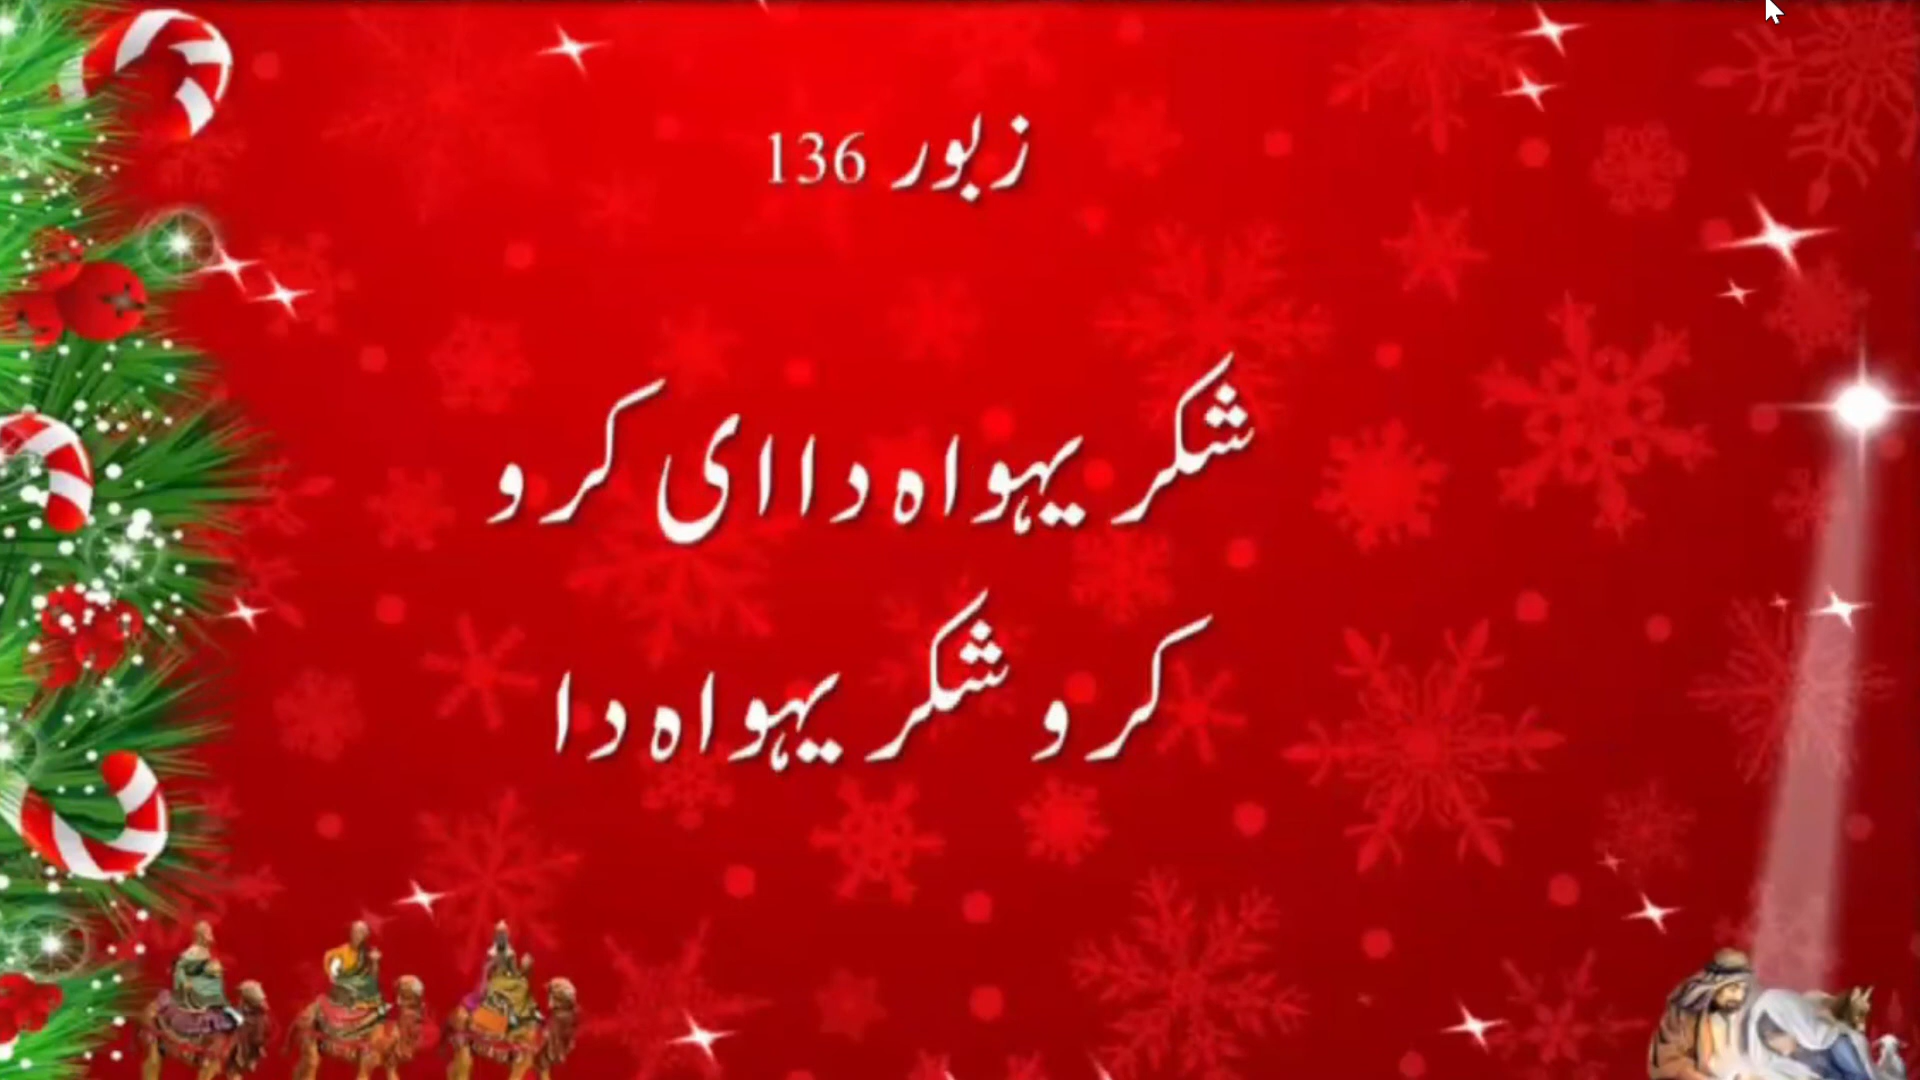 زبور 136
شکر یہواہ دا ای کرو
کرو شکر یہواہ دا